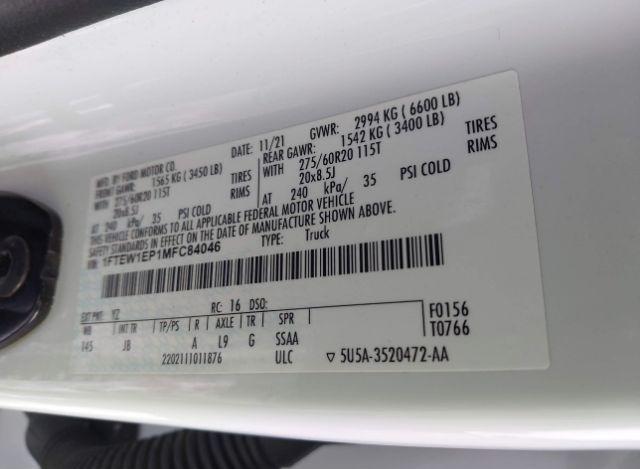 MFD. BY FORD MOTOR CO.
DATE: 11/21 GVWR: 2994 KG ( 6600 LB)
FRONT GAWR: 1565 KG ( 3450 LB)
REAR GAWR: 1542 KG ( 3400 LB)
WITH 275/60R20 115T TIRES
WITH 275/60R20 115T TIRES
20x8.5J RIMS
20x8.5J RIMS
AT 240 kPa/ 35 PSI COLD
AT 240 kPa/ 35 PSI COLD
THIS VEHICLE CONFORMS TO ALL APPLICABLE FEDERAL MOTOR VEHICLE
SAFETY STANDARDS IN EFFECT ON THE DATE OF MANUFACTURE SHOWN ABOVE.
1FTEW1EP1MFC84046 TYPE: Truck
EXT PNT: YZ RC: 16 DSO: F0156
WB INT TR TP/PS R AXLE TR SPR T0766
145 JB A L9 G SSAA
2202111011876 ULC ▽ 5U5A-3520472-AA